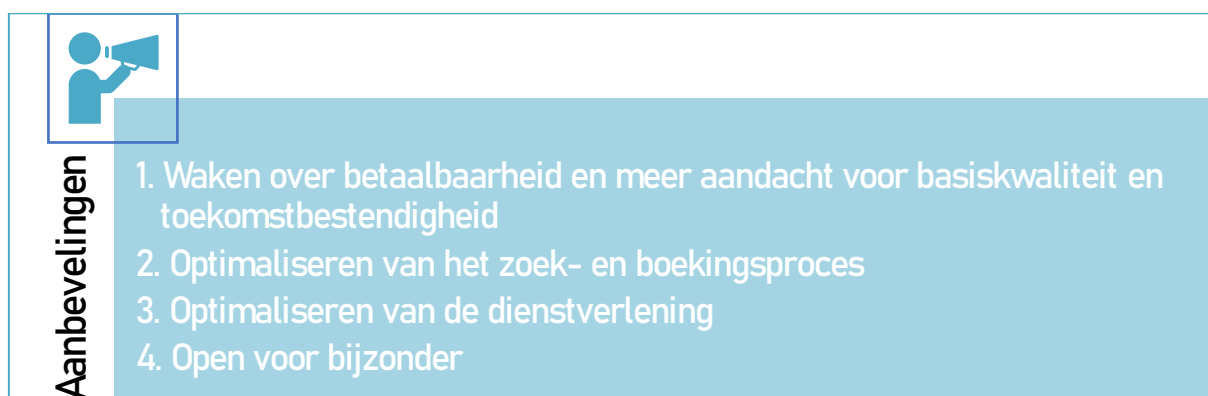 Aanbevelingen
1. Waken over betaalbaarheid en meer aandacht voor basiskwaliteit en
toekomstbestendigheid
2. Optimaliseren van het zoek- en boekingsproces
3. Optimaliseren van de dienstverlening
4. Open voor bijzonder